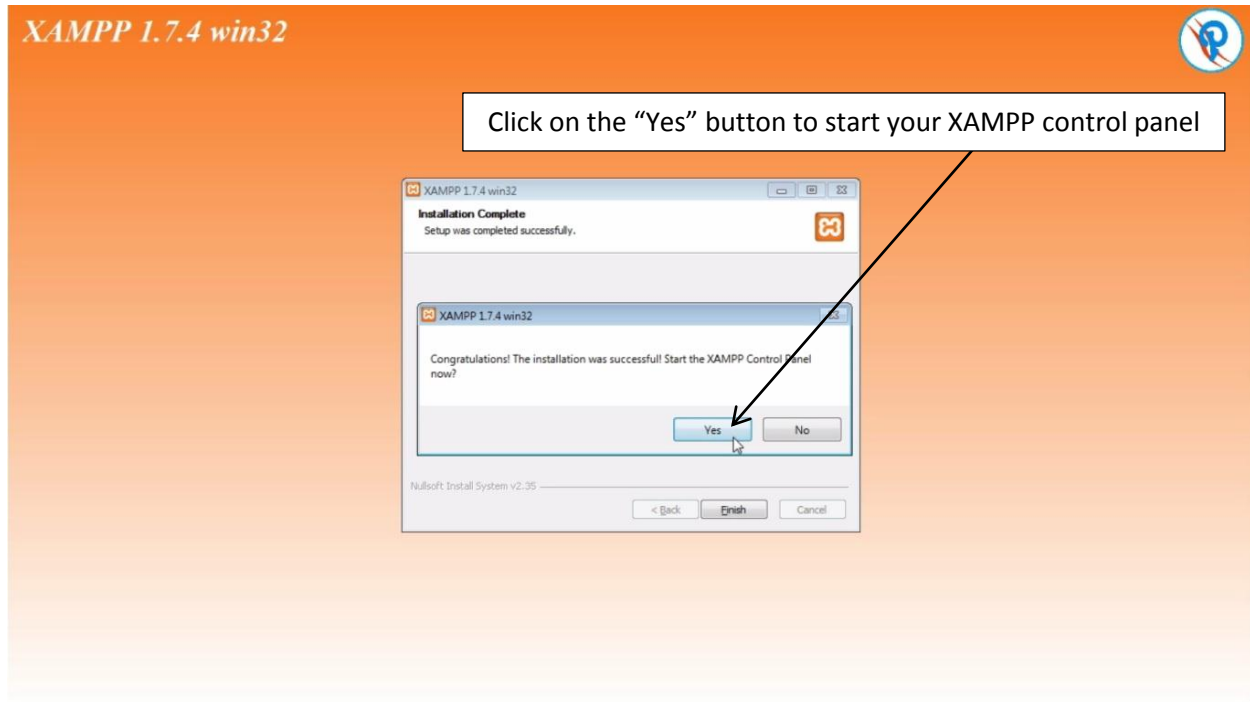 XAMPP 1.7.4 win32
Click on the “Yes” button to start your XAMPP control panel
XAMPP 1.7.4 win32
Installation Complete
Setup was completed successfully.
XAMPP 1.7.4 win32
Congratulations! The installation was successful! Start the XAMPP Control Panel
now?
Yes No
Nullsoft Install System v2.35
< Back Finish Cancel